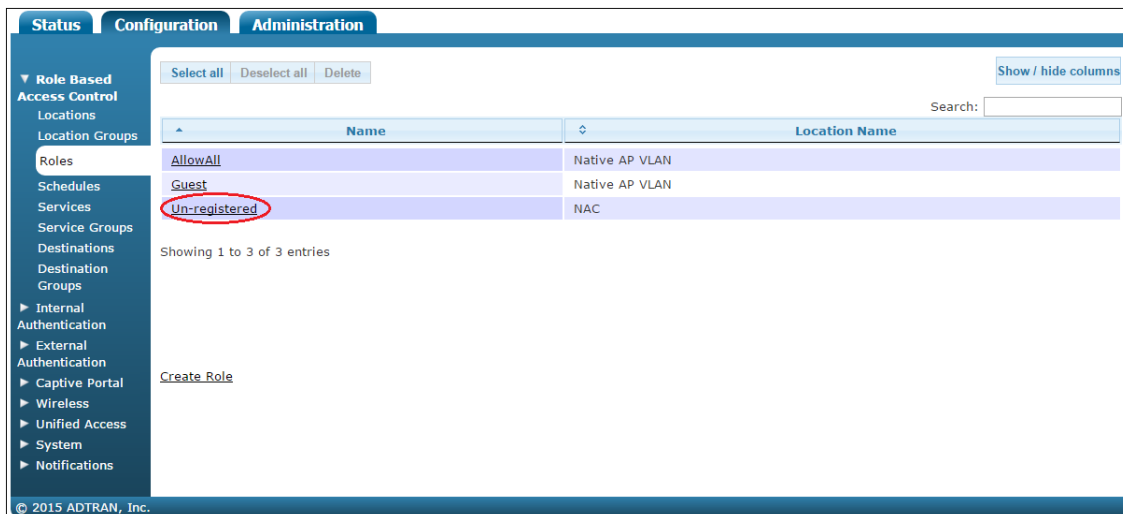 Status Configuration Administration
Role Based
Access Control
Locations
Location Groups
Roles
Schedules
Services
Service Groups
Destinations
Destination
Groups
Internal
Authentication
External
Authentication
Captive Portal
Wireless
Unified Access
System
Notifications
Select all Deselect all Delete
Show / hide columns
Search:
Name Location Name
AllowAll Native AP VLAN
Guest Native AP VLAN
Un-registered NAC
Showing 1 to 3 of 3 entries
Create Role
© 2015 ADTRAN, Inc.